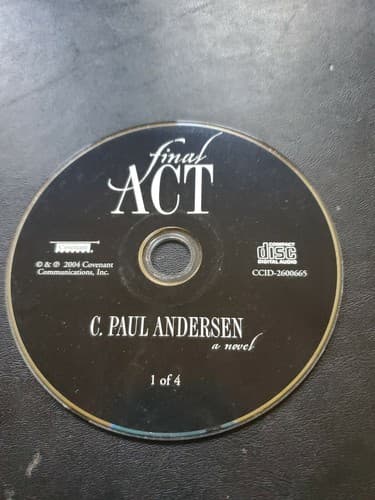 final
ACT
© & ℗ 2004 Covenant
Communications, Inc.
COMPACT
disc
DIGITAL AUDIO
CCID-2600665
C. PAUL ANDERSEN
a novel
1 of 4